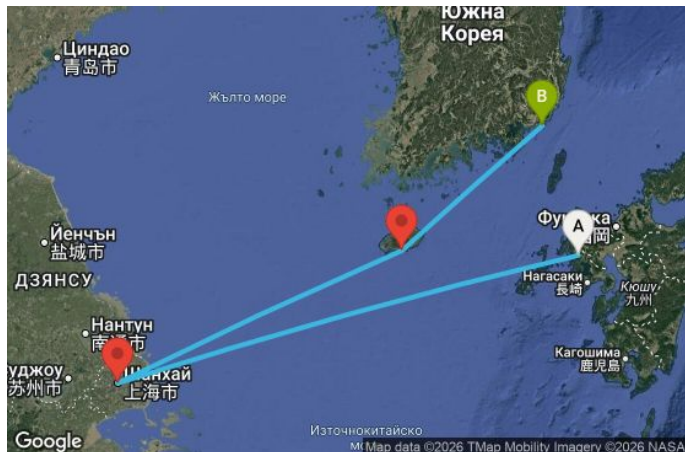 Южна
Корея
Циндао
青岛市
Жълто море
B
A
Йенчън
盐城市
ДЗЯНСУ
Нагасаки
長崎
Кюшу
九州
Нантун
Шанхай
上海市
苏州市
Кагошима
鹿児島
Източнокитайско
Google
Map data ©2026 TMap Mobility Imagery ©2026 NASA